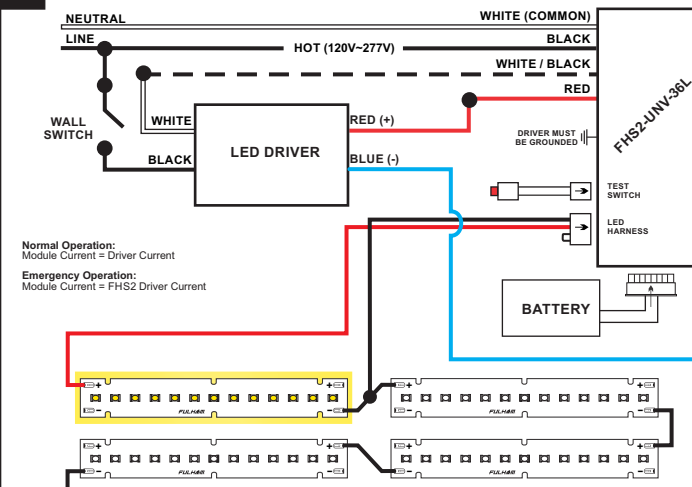 NEUTRAL
WHITE (COMMON)
LINE
HOT (120V~277V)
BLACK
WHITE / BLACK
RED
FHS2-UNV-36L
WALL
SWITCH
WHITE
BLACK
LED DRIVER
RED (+)
BLUE (-)
DRIVER MUST
BE GROUNDED
TEST
SWITCH
LED
HARNESS
Normal Operation:
Module Current = Driver Current
Emergency Operation:
Module Current = FHS2 Driver Current
BATTERY
+ +
- -
FULHAM
+ +
- -
FULHAM
+ +
- -
FULHAM
+ +
- -
FULHAM